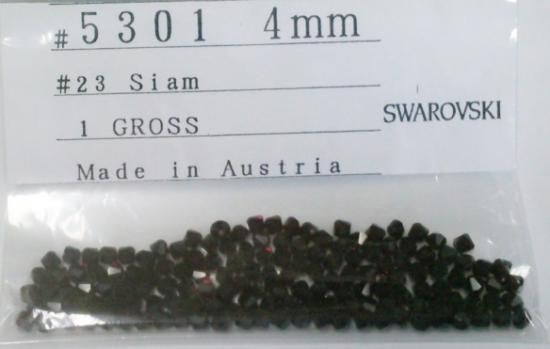 #5301 4mm
#23 Siam
1 GROSS
SWAROVSKI
Made in Austria